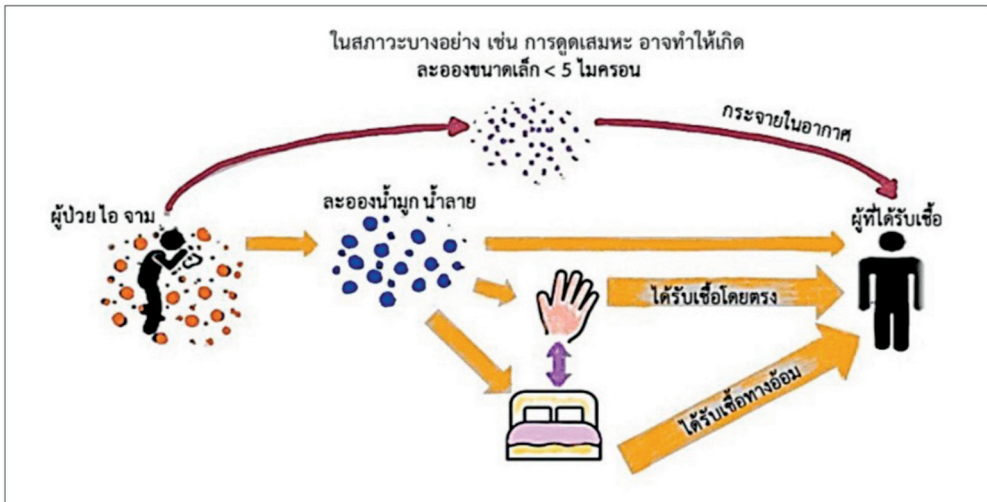 ในสภาวะบางอย่าง เช่น การดูดเสมหะ อาจทำให้เกิด
ละอองขนาดเล็ก < 5 ไมครอน
กระจายในอากาศ
ผู้ป่วย ไอ จาม
ละอองน้ำมูก น้ำลาย
ผู้ที่ได้รับเชื้อ
ได้รับเชื้อโดยตรง
ได้รับเชื้อทางอ้อม